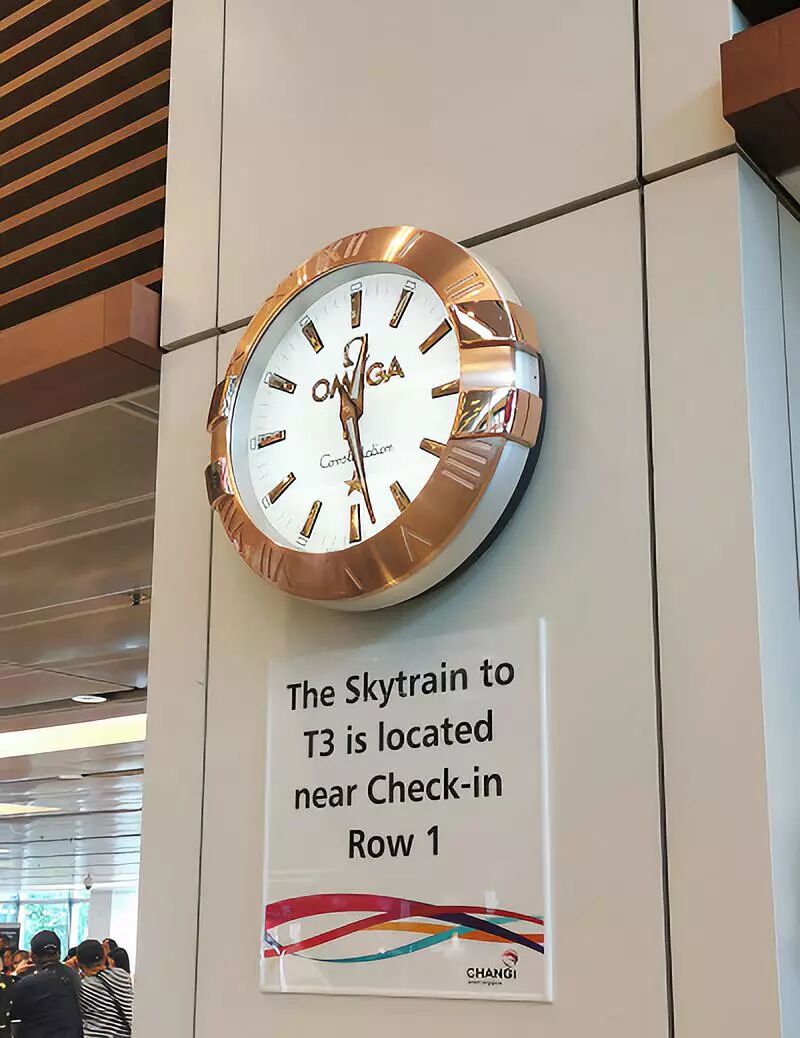 Ω
OMEGA
Constellation
The Skytrain to
T3 is located
near Check-in
Row 1
CHANGI